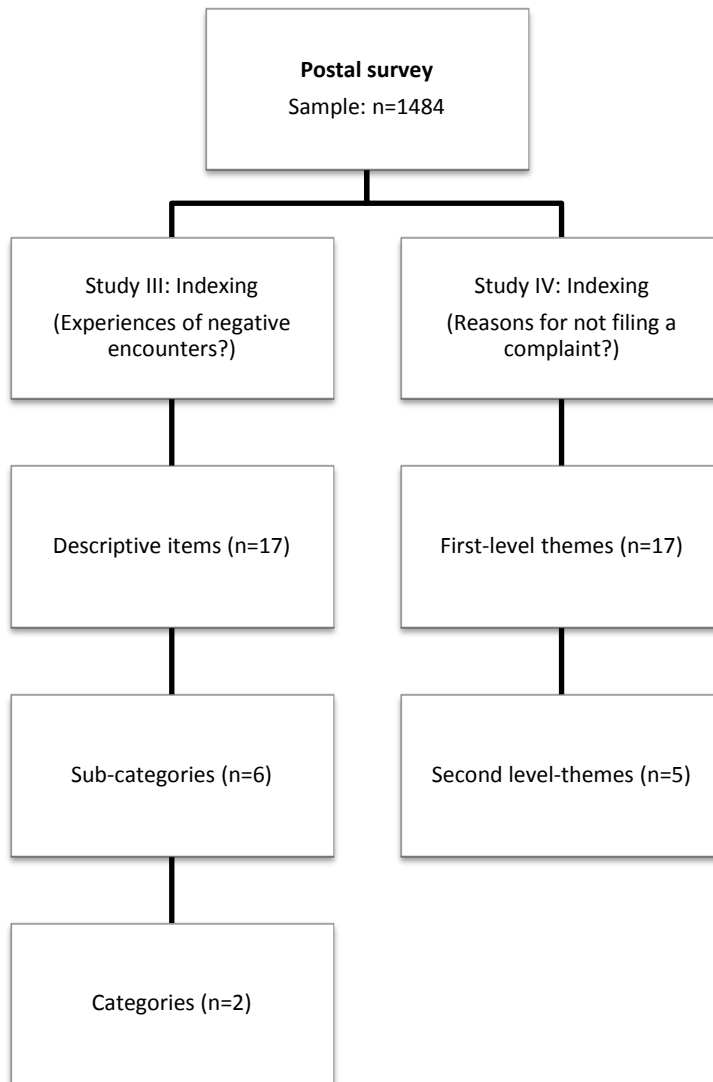 Postal survey
Sample: n=1484
Study III: Indexing
(Experiences of negative
encounters?)
Study IV: Indexing
(Reasons for not filing a
complaint?)
Descriptive items (n=17)
First-level themes (n=17)
Sub-categories (n=6)
Second level-themes (n=5)
Categories (n=2)